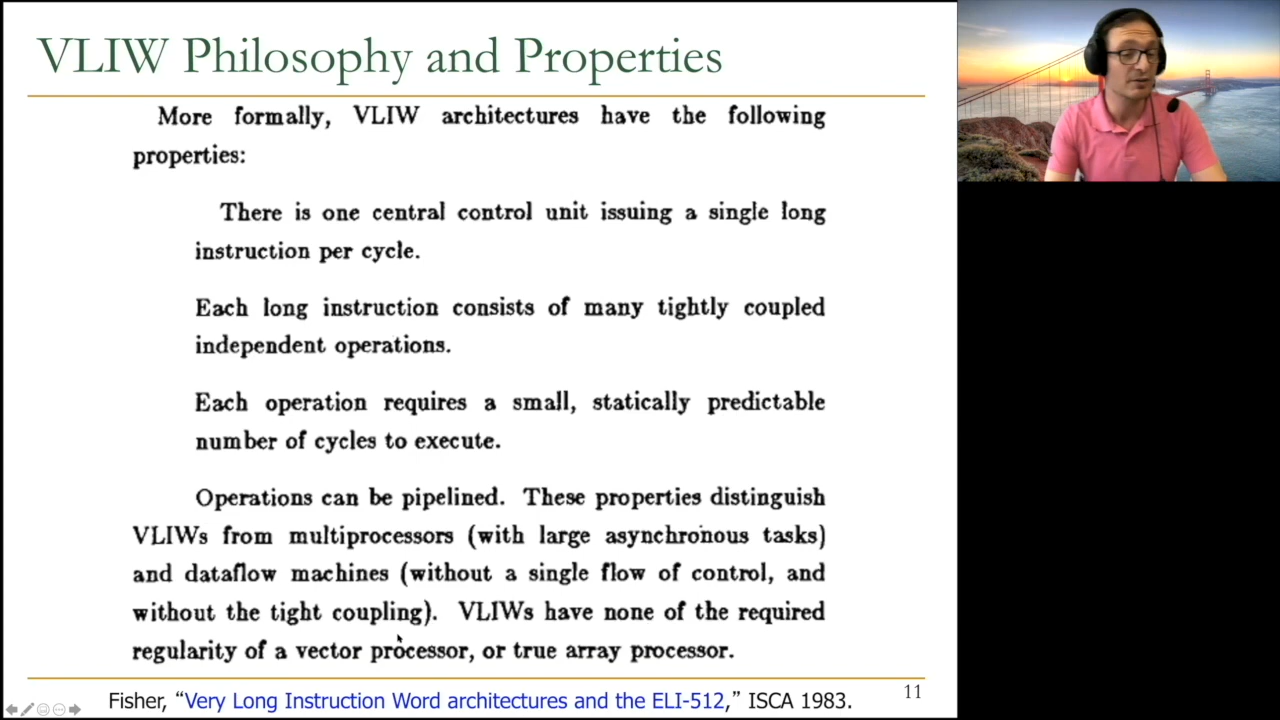 VLIW Philosophy and Properties
More formally, VLIW architectures have the following
properties:
There is one central control unit issuing a single long
instruction per cycle.
Each long instruction consists of many tightly coupled
independent operations.
Each operation requires a small, statically predictable
number of cycles to execute.
Operations can be pipelined. These properties distinguish
VLIWs from multiprocessors (with large asynchronous tasks)
and dataflow machines (without a single flow of control, and
without the tight coupling). VLIWs have none of the required
regularity of a vector processor, or true array processor.
Fisher, “Very Long Instruction Word architectures and the ELI-512,” ISCA 1983.
11